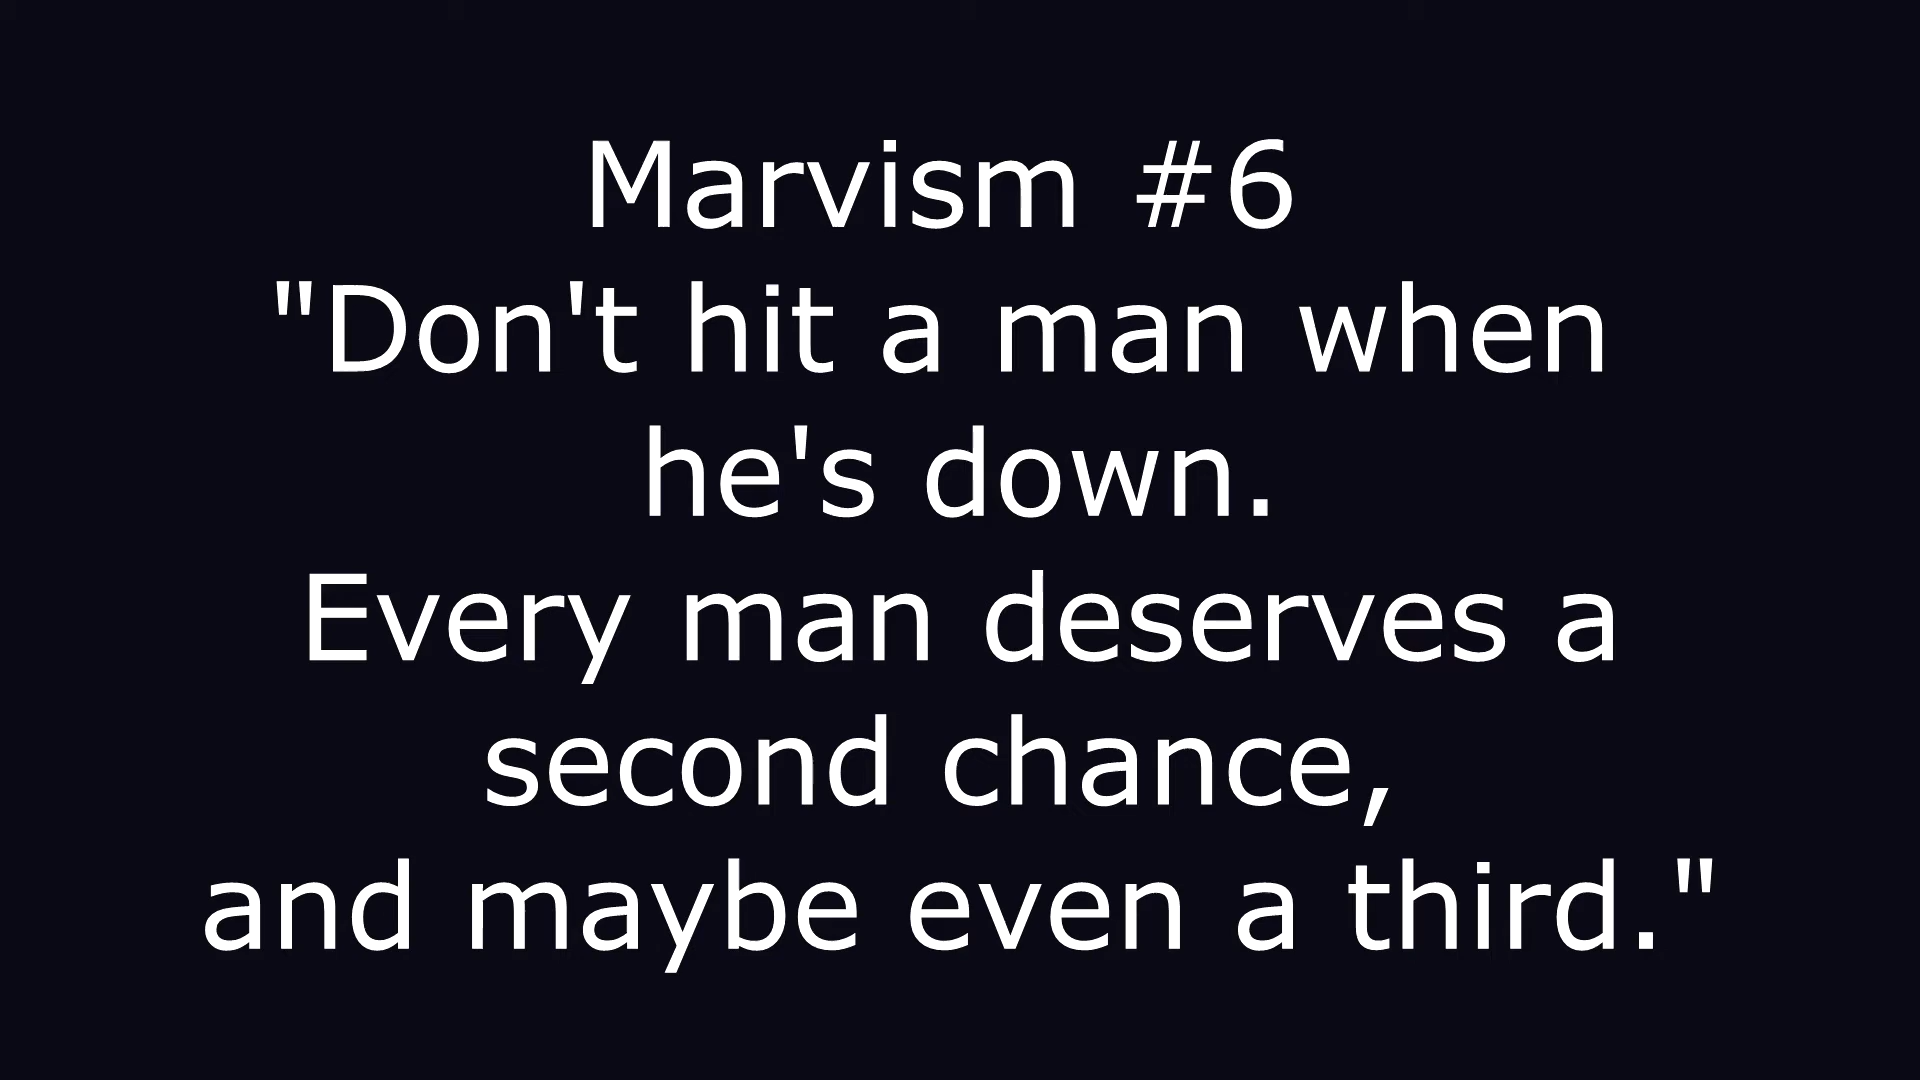 Marvism #6
"Don't hit a man when
he's down.
Every man deserves a
second chance,
and maybe even a third."